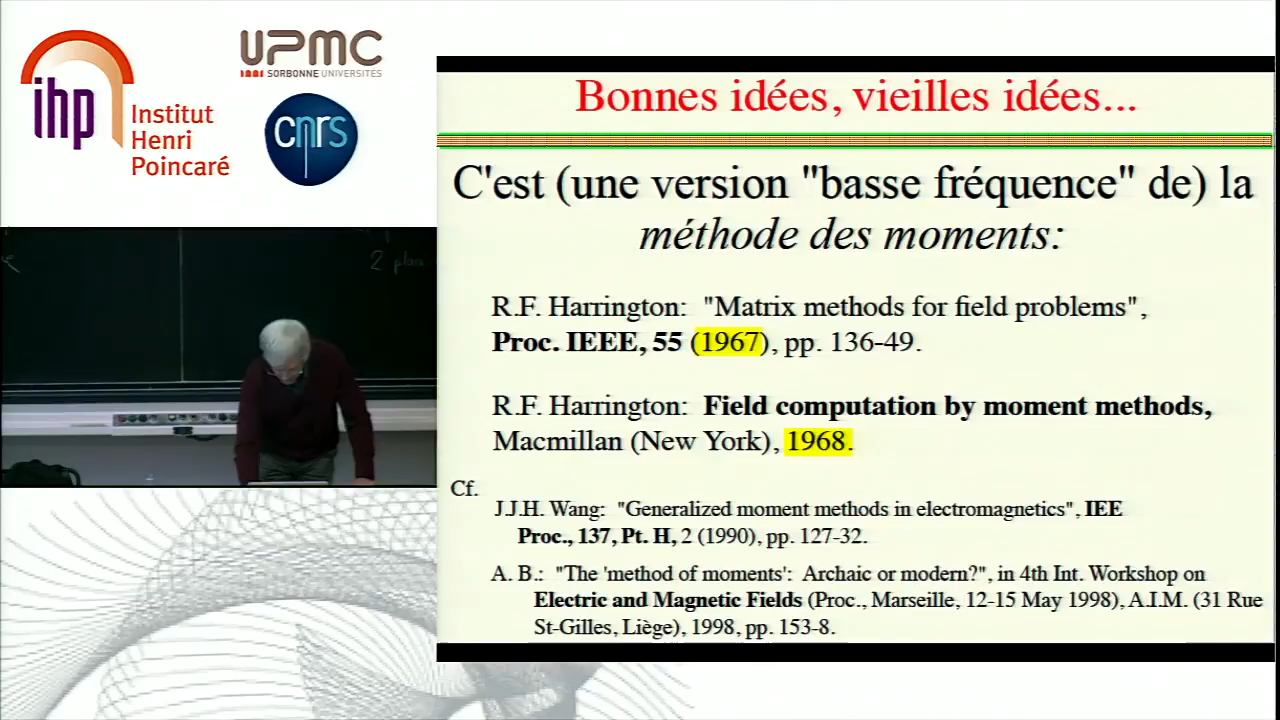 ihp
Institut
Henri
Poincaré
UPMC
SORBONNE UNIVERSITÉS
cnrs
Bonnes idées, vieilles idées...
C'est (une version "basse fréquence" de) la
méthode des moments:
R.F. Harrington: "Matrix methods for field problems",
Proc. IEEE, 55 (1967), pp. 136-49.
R.F. Harrington: Field computation by moment methods,
Macmillan (New York), 1968.
Cf.
J.J.H. Wang: "Generalized moment methods in electromagnetics", IEE
Proc., 137, Pt. H, 2 (1990), pp. 127-32.
A. B.: "The 'method of moments': Archaic or modern?", in 4th Int. Workshop on
Electric and Magnetic Fields (Proc., Marseille, 12-15 May 1998), A.I.M. (31 Rue
St-Gilles, Liège), 1998, pp. 153-8.
2